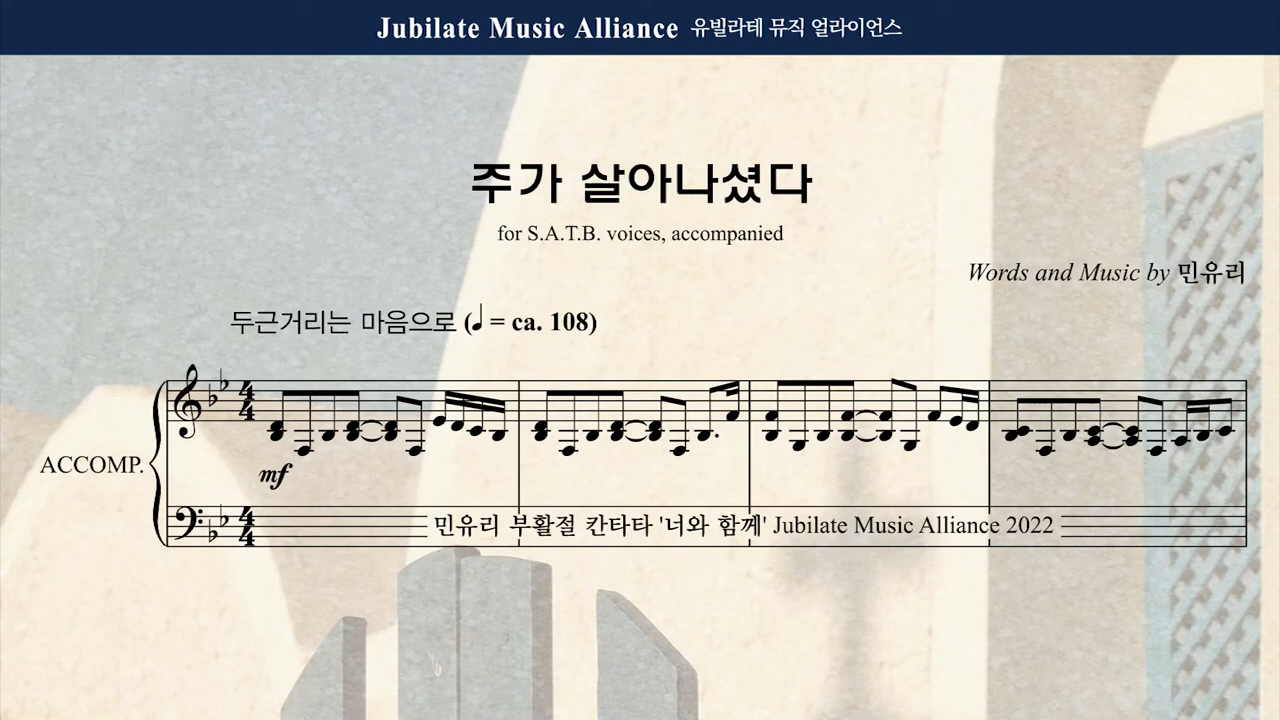 Jubilate Music Alliance 유빌라테 뮤직 얼라이언스
주가 살아나셨다
for S.A.T.B. voices, accompanied
Words and Music by 민유리
두근거리는 마음으로 (♩ = ca. 108)
ACCOMP.
mf
민유리 부활절 칸타타 '너와 함께' Jubilate Music Alliance 2022